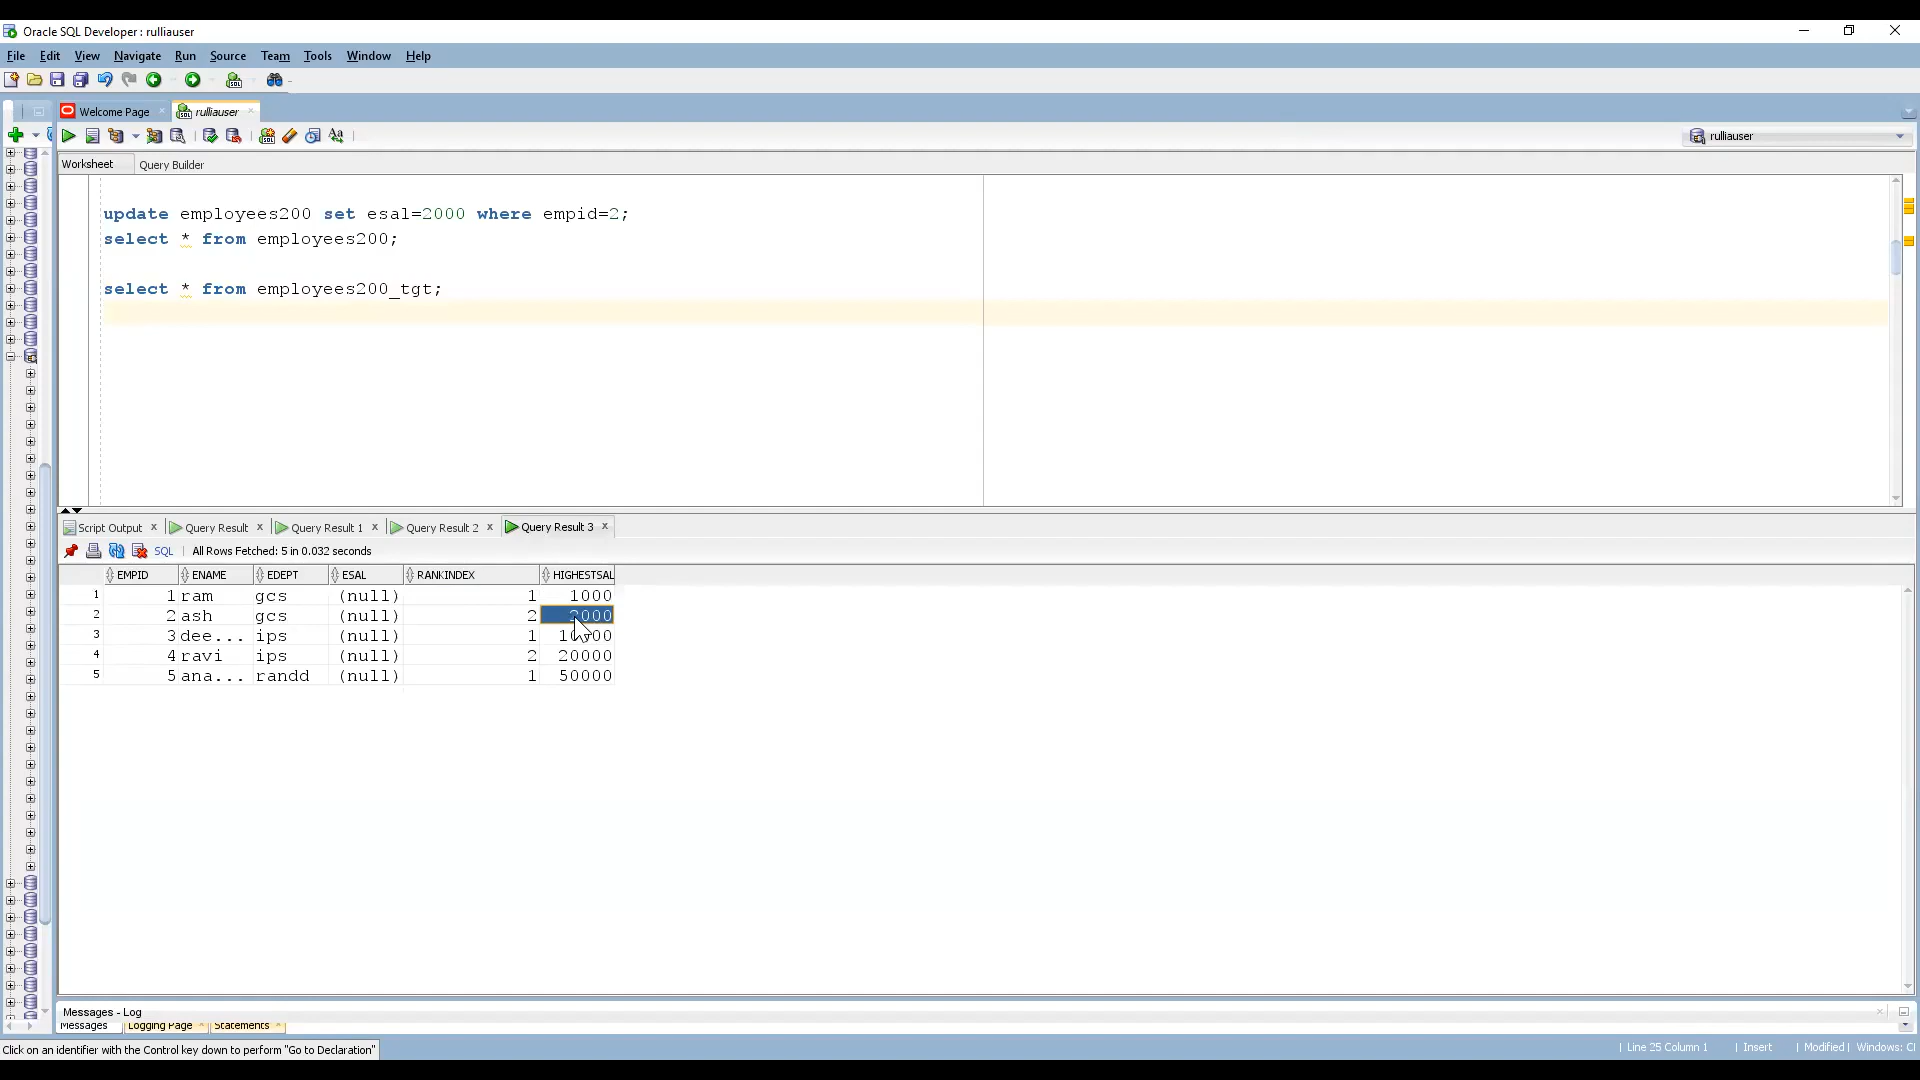 Oracle SQL Developer : rulliauser
File Edit View Navigate Run Source Team Tools Window Help
Welcome Page rulliauser
rulliauser
Worksheet Query Builder
update employees200 set esal=2000 where empid=2;
select * from employees200;
select * from employees200_tgt;
Script Output Query Result Query Result 1 Query Result 2 Query Result 3
SQL All Rows Fetched: 5 in 0.032 seconds
EMPID ENAME EDEPT ESAL RANKINDEX HIGHESTSAL
1 1 ram gcs (null) 1 1000
2 2 ash gcs (null) 2 2000
3 3 dee... ips (null) 1
4 4 ravi ips (null) 2 20000
5 5 ana... randd (null) 1 50000
Messages - Log
Messages Logging Page Statements
Click on an identifier with the Control key down to perform "Go to Declaration"
Line 25 Column 1 Insert Modified Windows: Cl